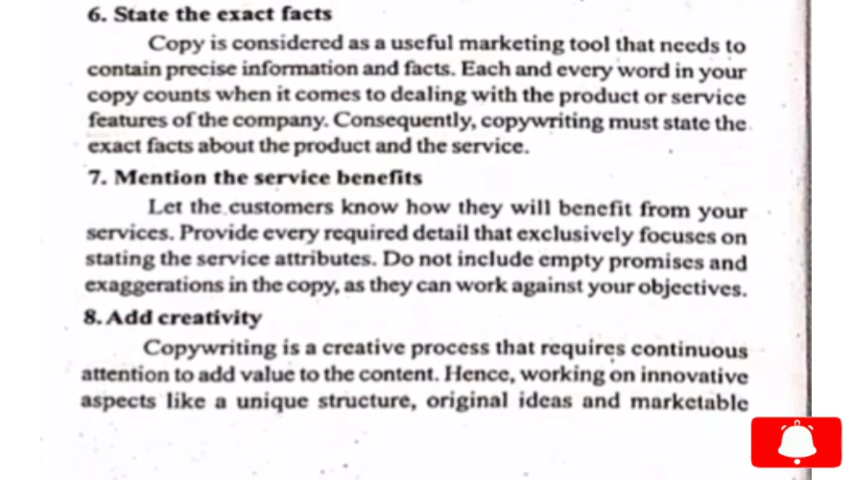 6. State the exact facts
Copy is considered as a useful marketing tool that needs to
contain precise information and facts. Each and every word in your
copy counts when it comes to dealing with the product or service
features of the company. Consequently, copywriting must state the
exact facts about the product and the service.
7. Mention the service benefits
Let the customers know how they will benefit from your
services. Provide every required detail that exclusively focuses on
stating the service attributes. Do not include empty promises and
exaggerations in the copy, as they can work against your objectives.
8. Add creativity
Copywriting is a creative process that requires continuous
attention to add value to the content. Hence, working on innovative
aspects like a unique structure, original ideas and marketable